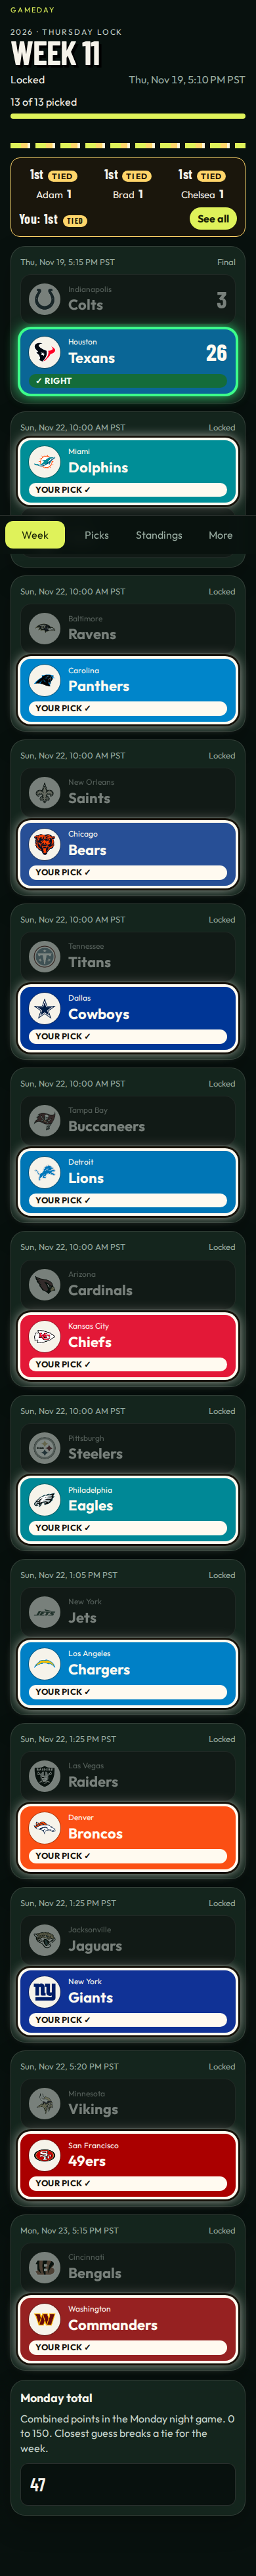 GAMEDAY
2026 · THURSDAY LOCK
WEEK 11
Locked Thu, Nov 19, 5:10 PM PST
13 of 13 picked
1st TIED 1st TIED 1st TIED
Adam 1 Brad 1 Chelsea 1
You: 1st TIED See all
Thu, Nov 19, 5:15 PM PST Final
Indianapolis
Colts 3
Houston
Texans 26
✓ RIGHT
Sun, Nov 22, 10:00 AM PST Locked
Miami
Dolphins
YOUR PICK ✓
Week Picks Standings More
Sun, Nov 22, 10:00 AM PST Locked
Baltimore
Ravens
Carolina
Panthers
YOUR PICK ✓
Sun, Nov 22, 10:00 AM PST Locked
New Orleans
Saints
Chicago
Bears
YOUR PICK ✓
Sun, Nov 22, 10:00 AM PST Locked
Tennessee
Titans
Dallas
Cowboys
YOUR PICK ✓
Sun, Nov 22, 10:00 AM PST Locked
Tampa Bay
Buccaneers
Detroit
Lions
YOUR PICK ✓
Sun, Nov 22, 10:00 AM PST Locked
Arizona
Cardinals
Kansas City
Chiefs
YOUR PICK ✓
Sun, Nov 22, 10:00 AM PST Locked
Pittsburgh
Steelers
Philadelphia
Eagles
YOUR PICK ✓
Sun, Nov 22, 1:05 PM PST Locked
New York
Jets
Los Angeles
Chargers
YOUR PICK ✓
Sun, Nov 22, 1:25 PM PST Locked
Las Vegas
Raiders
Denver
Broncos
YOUR PICK ✓
Sun, Nov 22, 1:25 PM PST Locked
Jacksonville
Jaguars
New York
Giants
YOUR PICK ✓
Sun, Nov 22, 5:20 PM PST Locked
Minnesota
Vikings
San Francisco
49ers
YOUR PICK ✓
Mon, Nov 23, 5:15 PM PST Locked
Cincinnati
Bengals
Washington
Commanders
YOUR PICK ✓
Monday total
Combined points in the Monday night game. 0
to 150. Closest guess breaks a tie for the
week.
47